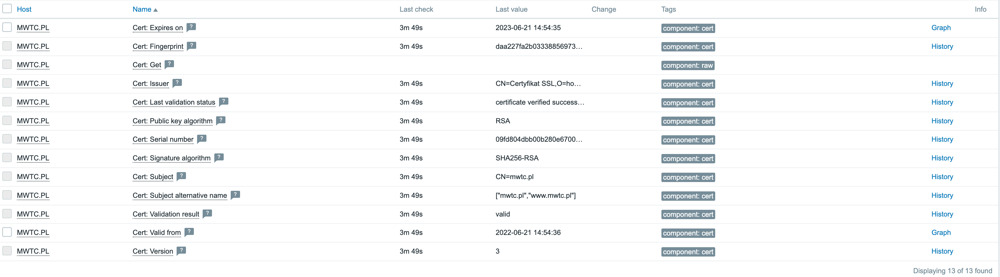 Host Name Last check Last value Change Tags Info
MWTC.PL Cert: Expires on ? 3m 49s 2023-06-21 14:54:35 component: cert Graph
MWTC.PL Cert: Fingerprint ? 3m 49s daa227fa2b03338856973… component: cert History
MWTC.PL Cert: Get ? component: raw
MWTC.PL Cert: Issuer ? 3m 49s CN=Certyfikat SSL,O=ho… component: cert History
MWTC.PL Cert: Last validation status ? 3m 49s certificate verified success… component: cert History
MWTC.PL Cert: Public key algorithm ? 3m 49s RSA component: cert History
MWTC.PL Cert: Serial number ? 3m 49s 09fd804dbb00b280e6700… component: cert History
MWTC.PL Cert: Signature algorithm ? 3m 49s SHA256-RSA component: cert History
MWTC.PL Cert: Subject ? 3m 49s CN=mwtc.pl component: cert History
MWTC.PL Cert: Subject alternative name ? 3m 49s ["mwtc.pl","www.mwtc.pl"] component: cert History
MWTC.PL Cert: Validation result ? 3m 49s valid component: cert History
MWTC.PL Cert: Valid from ? 3m 49s 2022-06-21 14:54:36 component: cert Graph
MWTC.PL Cert: Version ? 3m 49s 3 component: cert History
Displaying 13 of 13 found